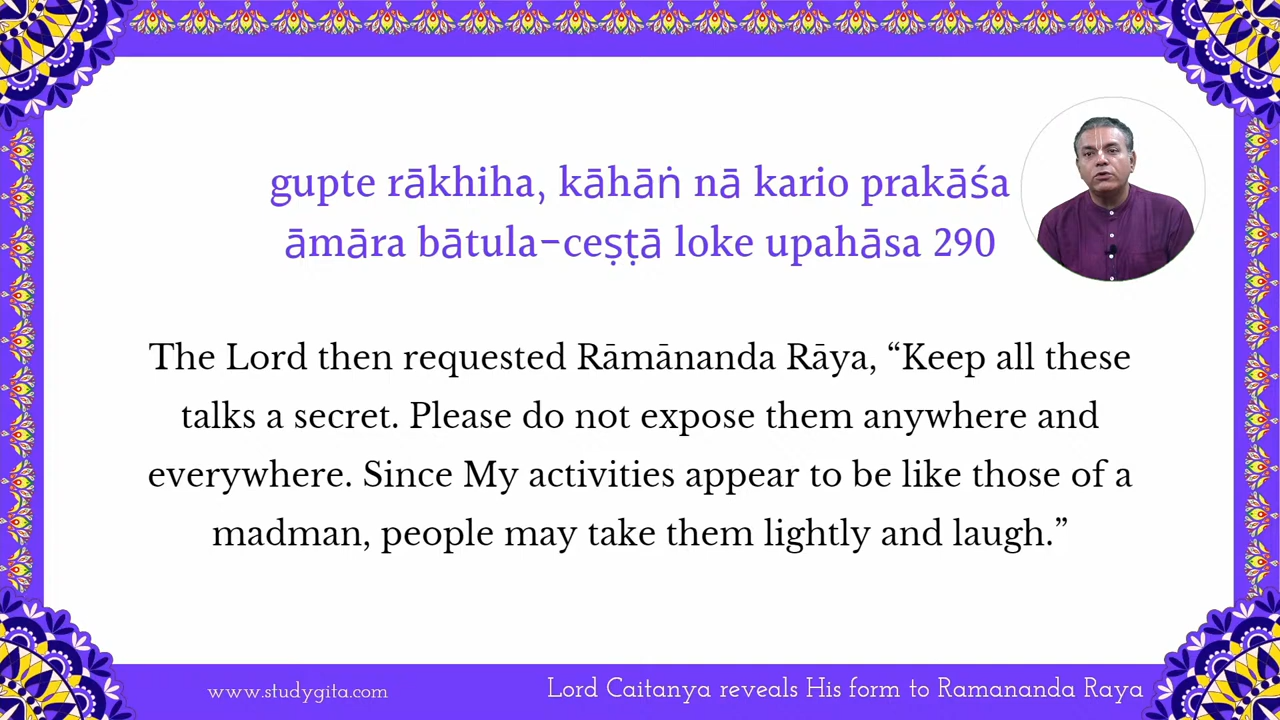 gupte rākhiha, kāhāṅ nā kario prakāśa
āmāra bātula-ceṣṭā loke upahāsa 290
The Lord then requested Rāmānanda Rāya, “Keep all these
talks a secret. Please do not expose them anywhere and
everywhere. Since My activities appear to be like those of a
madman, people may take them lightly and laugh.”
www.studygita.com
Lord Caitanya reveals His form to Ramananda Raya